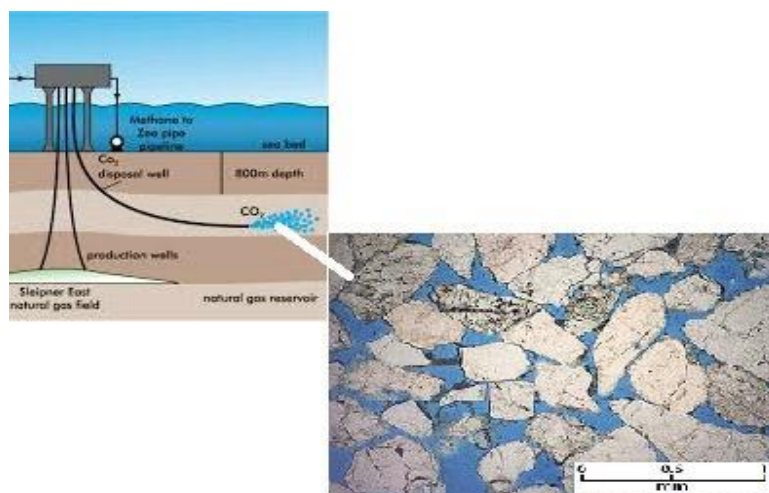 Methane to
Zee pipe
pipeline
sea bed
Co2
disposal well
800m depth
CO2
production wells
Sleipner East
natural gas field
natural gas reservoir
0 0.5 1
mm